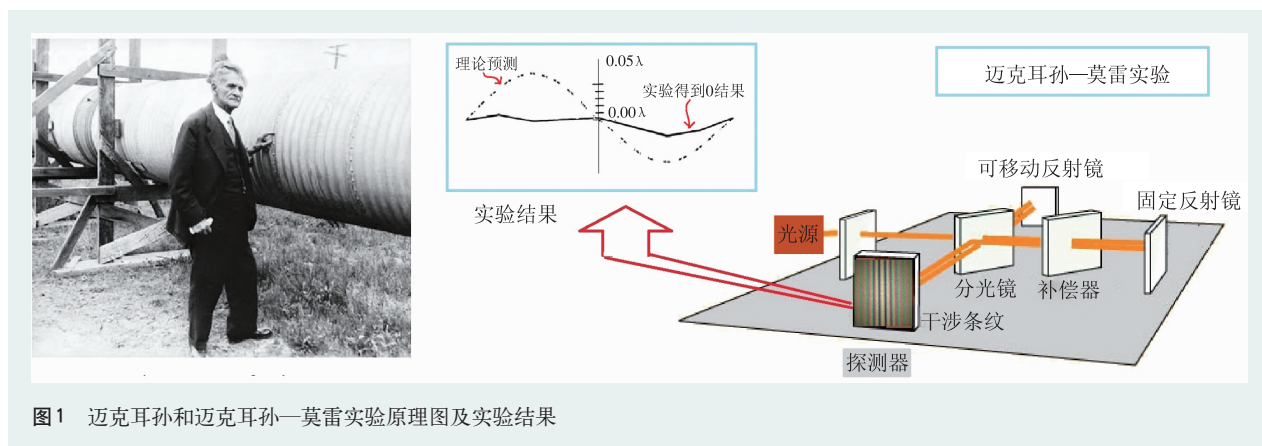 理论预测
0.05λ
0.00λ
实验得到0结果
实验结果
迈克耳孙—莫雷实验
可移动反射镜
固定反射镜
光源
分光镜
补偿器
干涉条纹
探测器
图1 迈克耳孙和迈克耳孙—莫雷实验原理图及实验结果